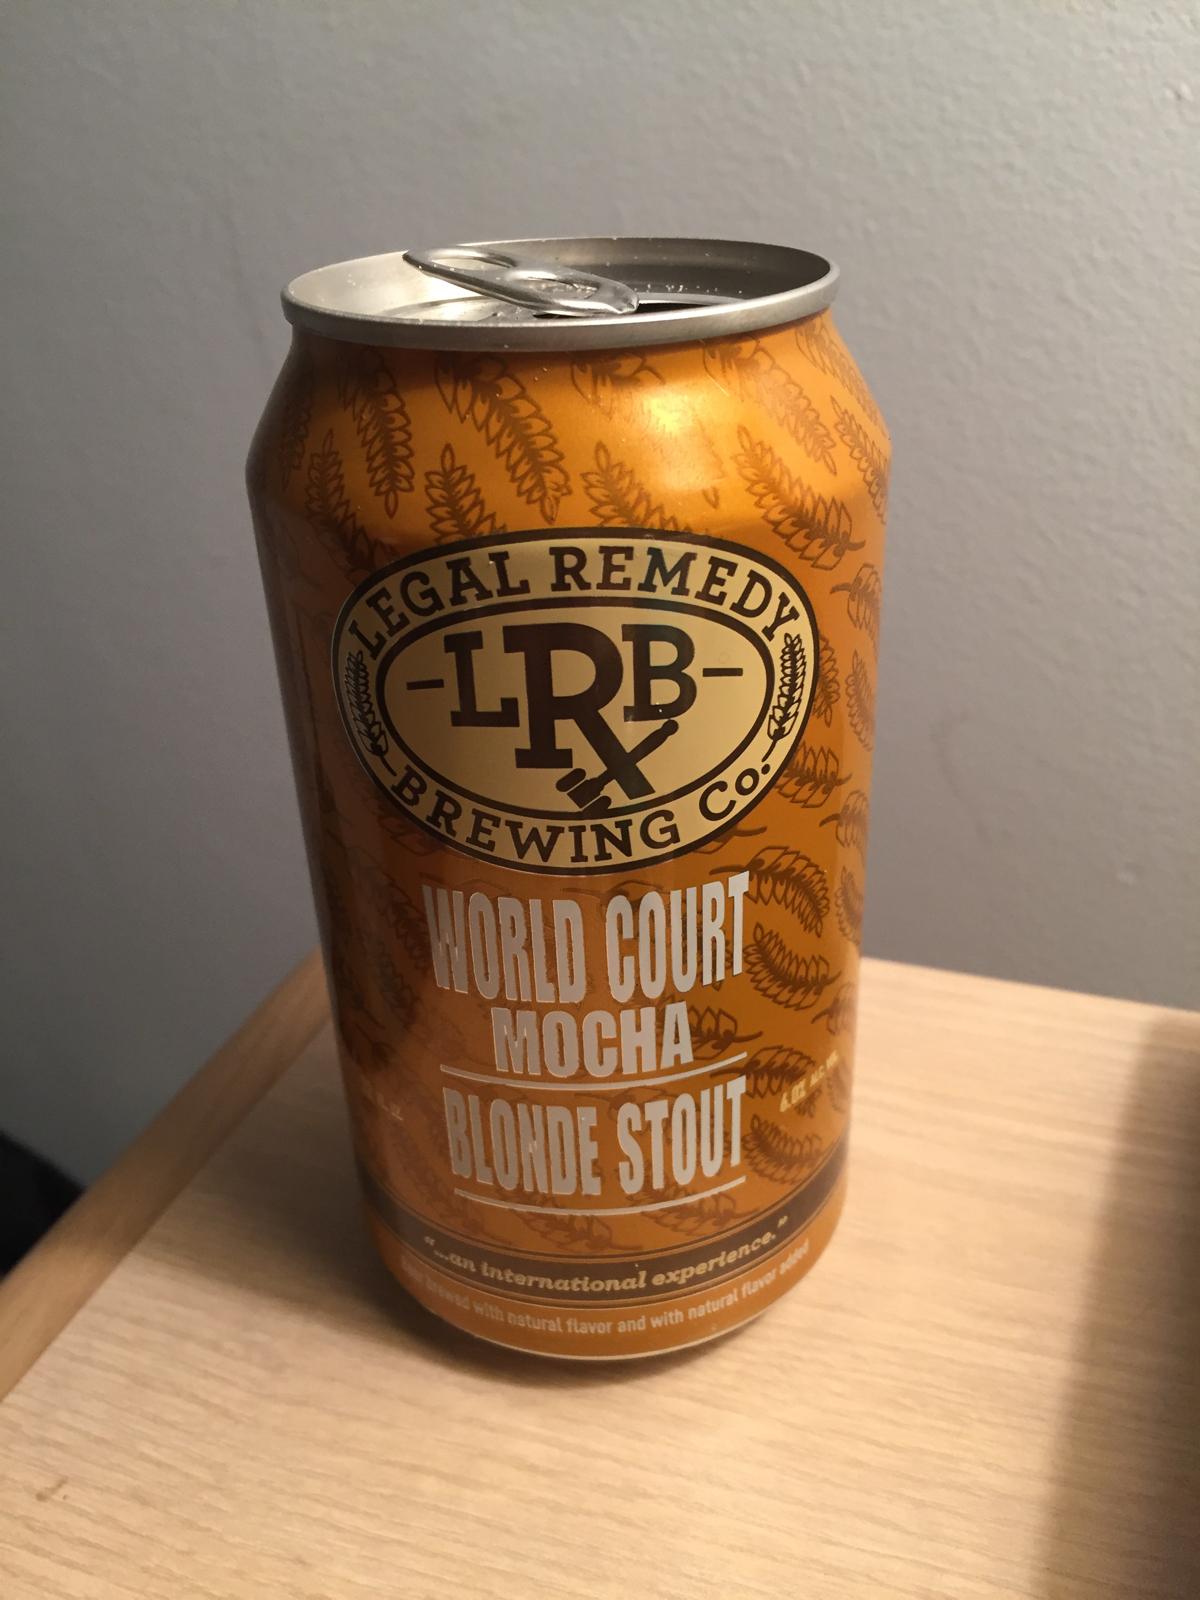 LEGAL REMEDY
LRB
BREWING Co.
WORLD COURT
MOCHA
BLONDE STOUT
"...an international experience."
brewed with natural flavor and with natural flavor added